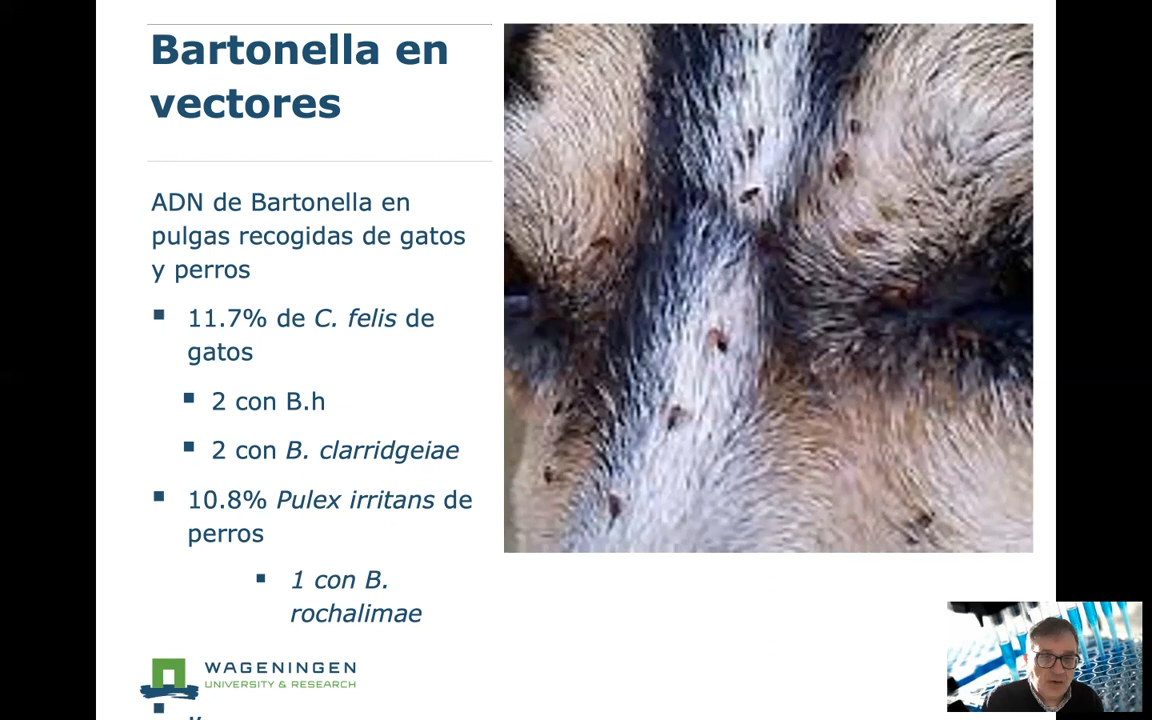 Bartonella en
vectores
ADN de Bartonella en
pulgas recogidas de gatos
y perros
11.7% de C. felis de
gatos
2 con B.h
2 con B. clarridgeiae
10.8% Pulex irritans de
perros
1 con B.
rochalimae
WAGENINGEN
UNIVERSITY & RESEARCH